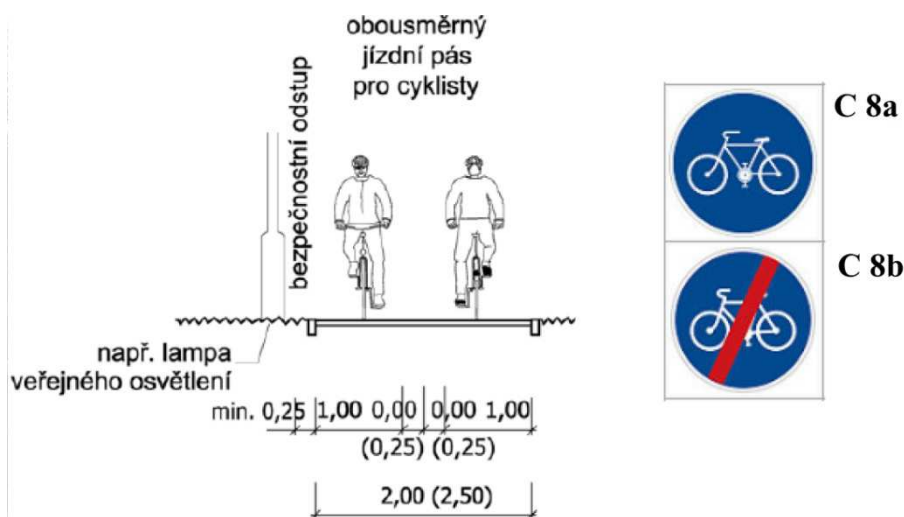 obousměrný
jízdní pás
pro cyklisty
bezpečnostní odstup
C 8a
C 8b
např. lampa
veřejného osvětlení
min. 0,25 1,00 0,00 0,00 1,00
(0,25) (0,25)
2,00 (2,50)